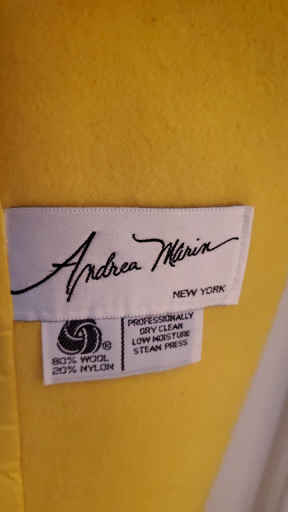 Andrea Marin
NEW YORK
®
80% WOOL
20% NYLON
PROFESSIONALLY
DRY CLEAN
LOW MOISTURE
STEAM PRESS